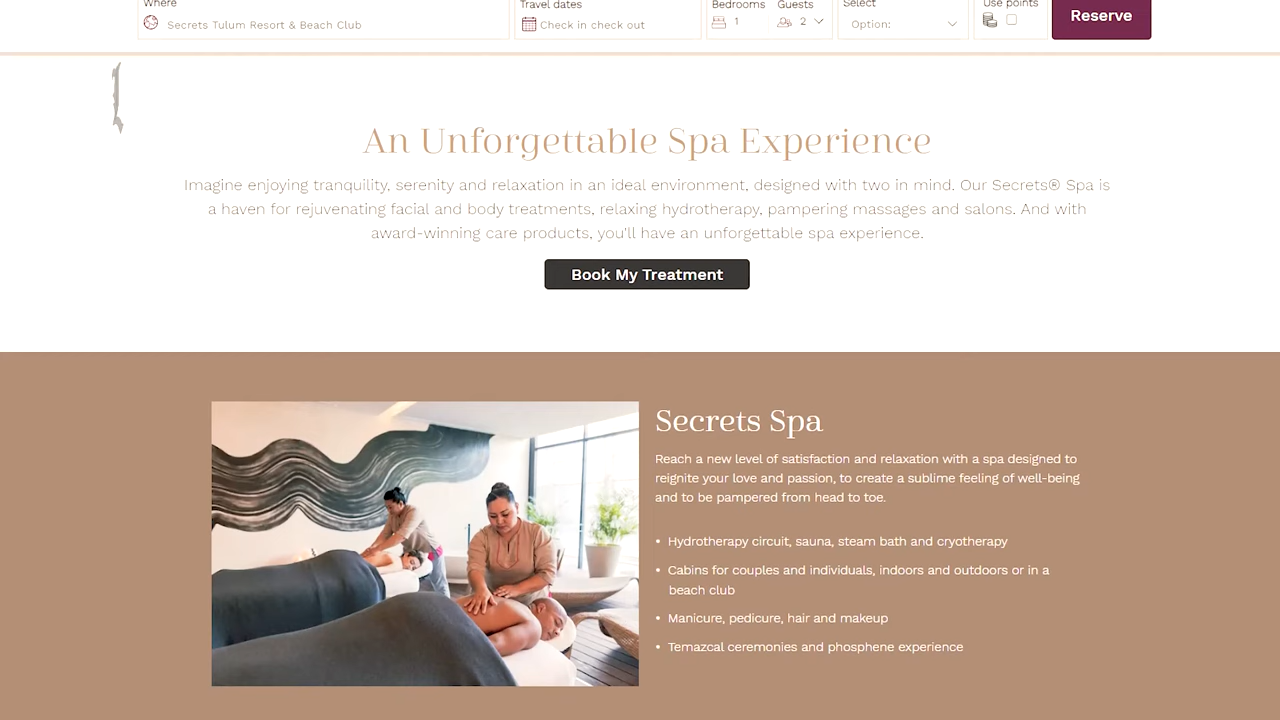 Where
Secrets Tulum Resort & Beach Club
Travel dates
Check in check out
Bedrooms
1
Guests
2
Select
Option:
Use points
Reserve
An Unforgettable Spa Experience
Imagine enjoying tranquility, serenity and relaxation in an ideal environment, designed with two in mind. Our Secrets® Spa is
a haven for rejuvenating facial and body treatments, relaxing hydrotherapy, pampering massages and salons. And with
award-winning care products, you'll have an unforgettable spa experience.
Book My Treatment
Secrets Spa
Reach a new level of satisfaction and relaxation with a spa designed to
reignite your love and passion, to create a sublime feeling of well-being
and to be pampered from head to toe.
• Hydrotherapy circuit, sauna, steam bath and cryotherapy
• Cabins for couples and individuals, indoors and outdoors or in a
beach club
• Manicure, pedicure, hair and makeup
• Temazcal ceremonies and phosphene experience